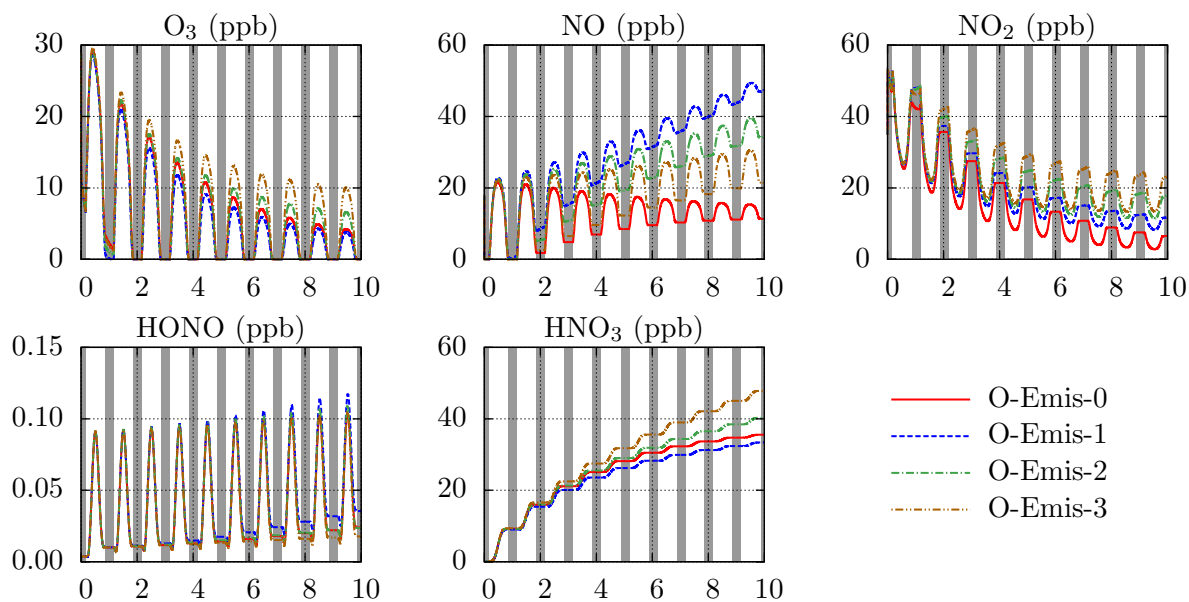 O₃ (ppb)
NO (ppb)
NO₂ (ppb)
30
20
10
0
0 2 4 6 8 10
60
40
20
0
0 2 4 6 8 10
60
40
20
0
0 2 4 6 8 10
HONO (ppb)
HNO₃ (ppb)
0.15
0.10
0.05
0.00
0 2 4 6 8 10
60
40
20
0
0 2 4 6 8 10
O-Emis-0
O-Emis-1
O-Emis-2
O-Emis-3